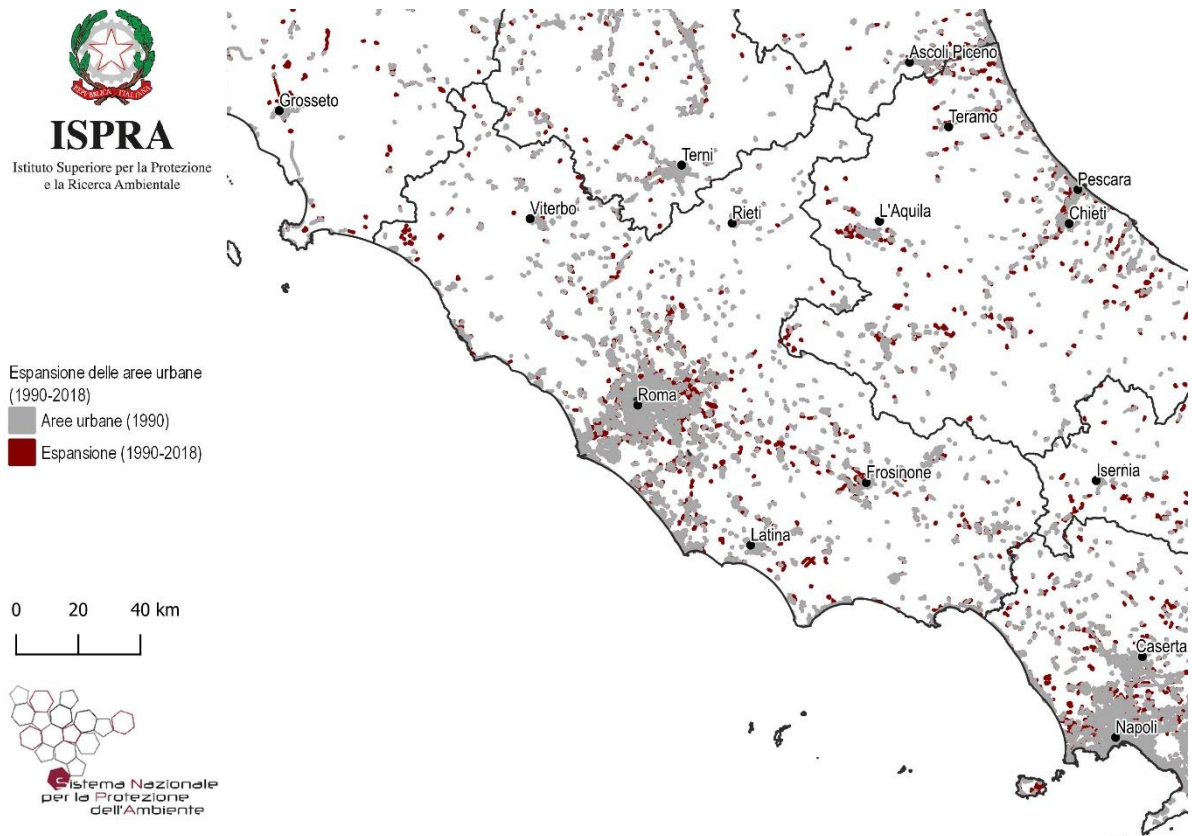 REPVBBLICA ITALIANA
ISPRA
Istituto Superiore per la Protezione
e la Ricerca Ambientale
Espansione delle aree urbane
(1990-2018)
Aree urbane (1990)
Espansione (1990-2018)
0 20 40 km
Sistema Nazionale
per la Protezione
dell'Ambiente
Ascoli Piceno
Grosseto
Teramo
Terni
Pescara
Viterbo
Rieti
L'Aquila
Chieti
Roma
Frosinone
Isernia
Latina
Caserta
Napoli